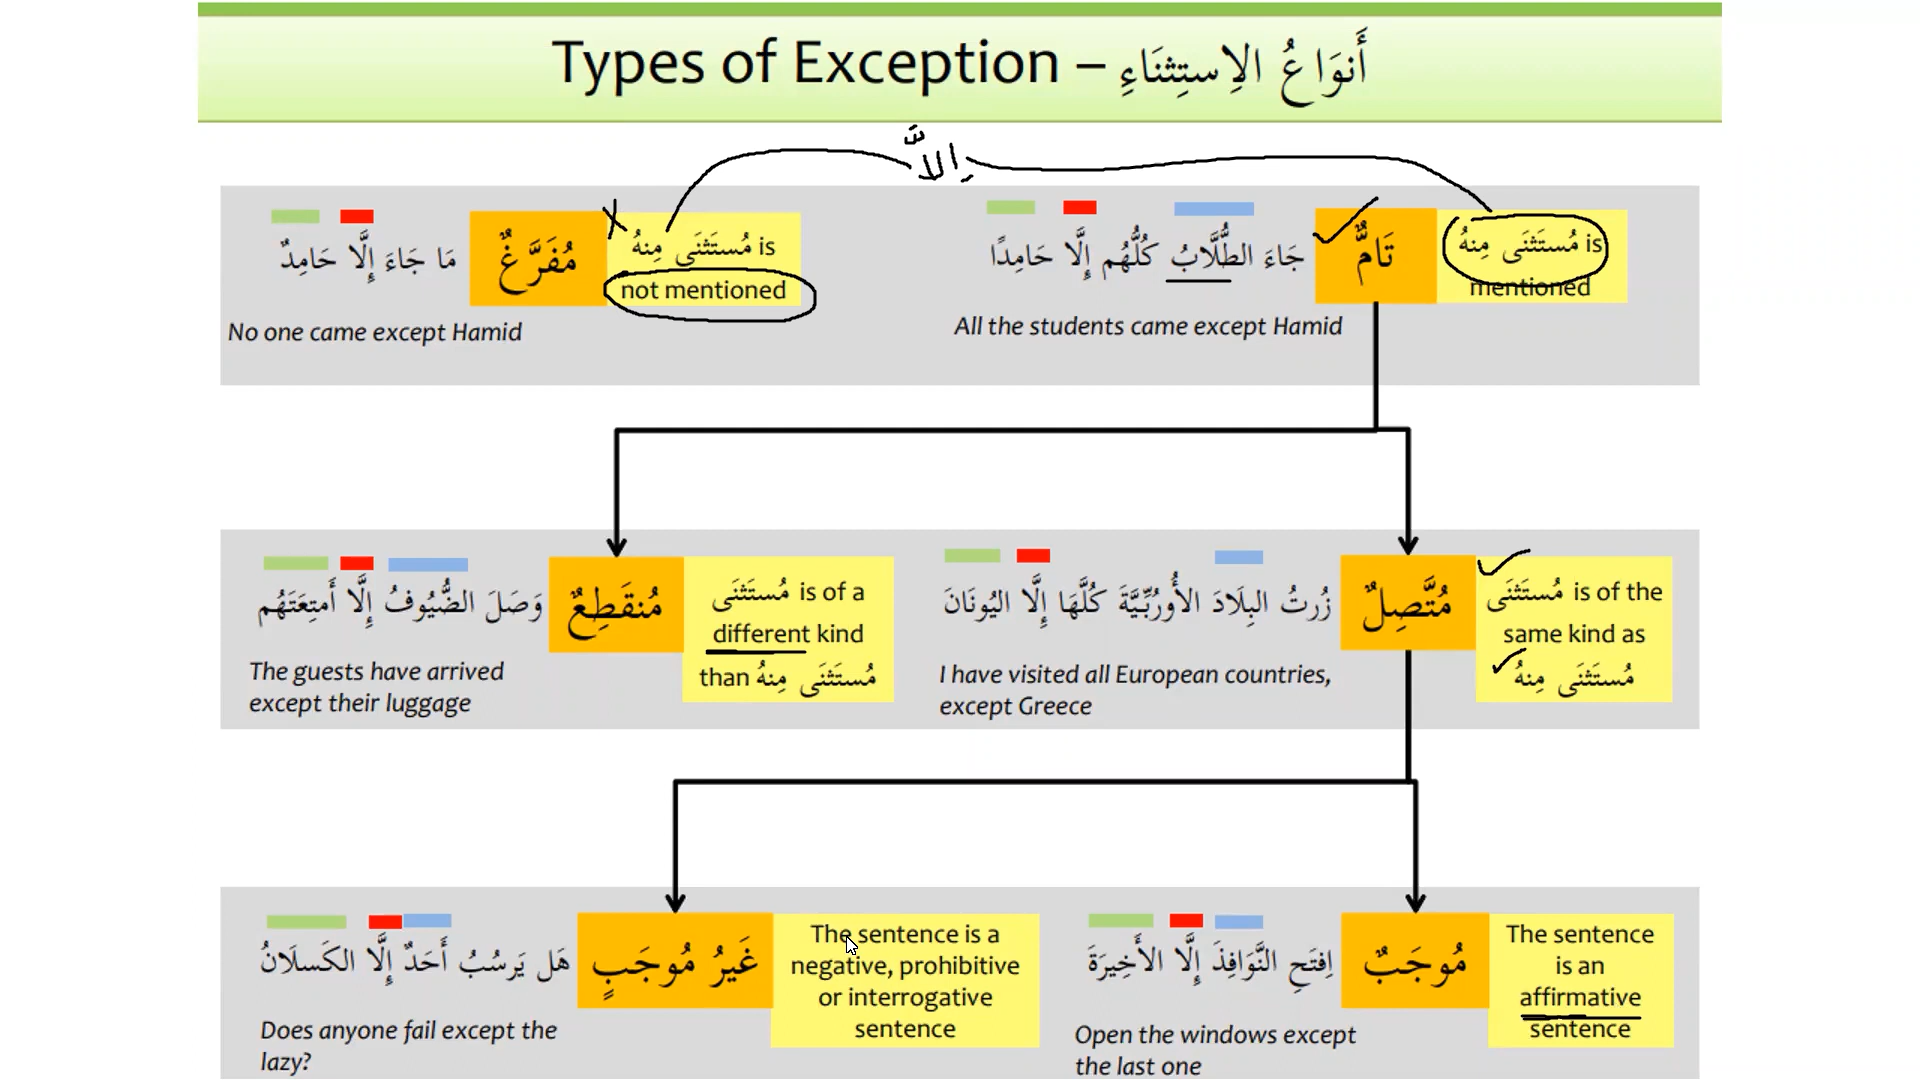 Types of Exception – أَنوَاعُ الِاستِثنَاءِ
إِلاَّ
مَا جَاءَ إِلَّا حَامِدٌ
No one came except Hamid
مُفَرَّغٌ
مُستَثنَى مِنهُ is
not mentioned
جَاءَ الطُّلَّابُ كُلُّهُم إِلَّا حَامِدًا
All the students came except Hamid
تَامٌّ
مُستَثنَى مِنهُ is
mentioned
وَصَلَ الضُّيُوفُ إِلَّا أَمتِعَتَهُم
The guests have arrived
except their luggage
مُنقَطِعٌ
مُستَثنَى is of a
different kind
than مُستَثنَى مِنهُ
زُرتُ البِلَادَ الأُورُبِّيَّةَ كُلَّهَا إِلَّا اليُونَانَ
I have visited all European countries,
except Greece
مُتَّصِلٌ
مُستَثنَى is of the
same kind as
مُستَثنَى مِنهُ
هَل يَرسُبُ أَحَدٌ إِلَّا الكَسلَانُ
Does anyone fail except the
lazy?
غَيرُ مُوجَبٍ
The sentence is a
negative, prohibitive
or interrogative
sentence
اِفتَحِ النَّوَافِذَ إِلَّا الأَخِيرَةَ
Open the windows except
the last one
مُوجَبٌ
The sentence
is an
affirmative
sentence